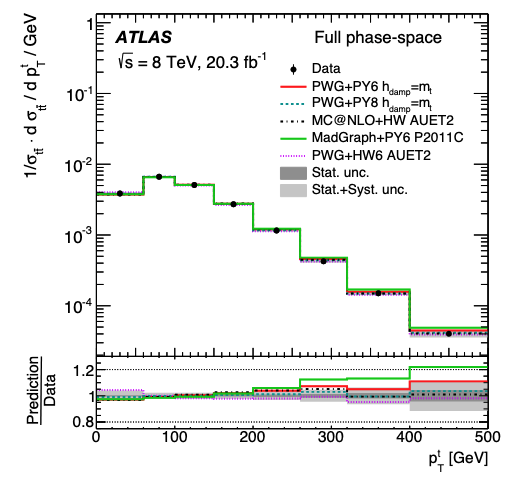 ATLAS Full phase-space
√s = 8 TeV, 20.3 fb⁻¹
Data
PWG+PY6 h_damp=m_t
PWG+PY8 h_damp=m_t
MC@NLO+HW AUET2
MadGraph+PY6 P2011C
PWG+HW6 AUET2
Stat. unc.
Stat.+Syst. unc.
1/σ_tt̄ · d σ_tt̄ / d p_T^t / GeV
1
10⁻¹
10⁻²
10⁻³
10⁻⁴
Prediction
Data
1.2
1
0.8
0 100 200 300 400 500
p_T^t [GeV]